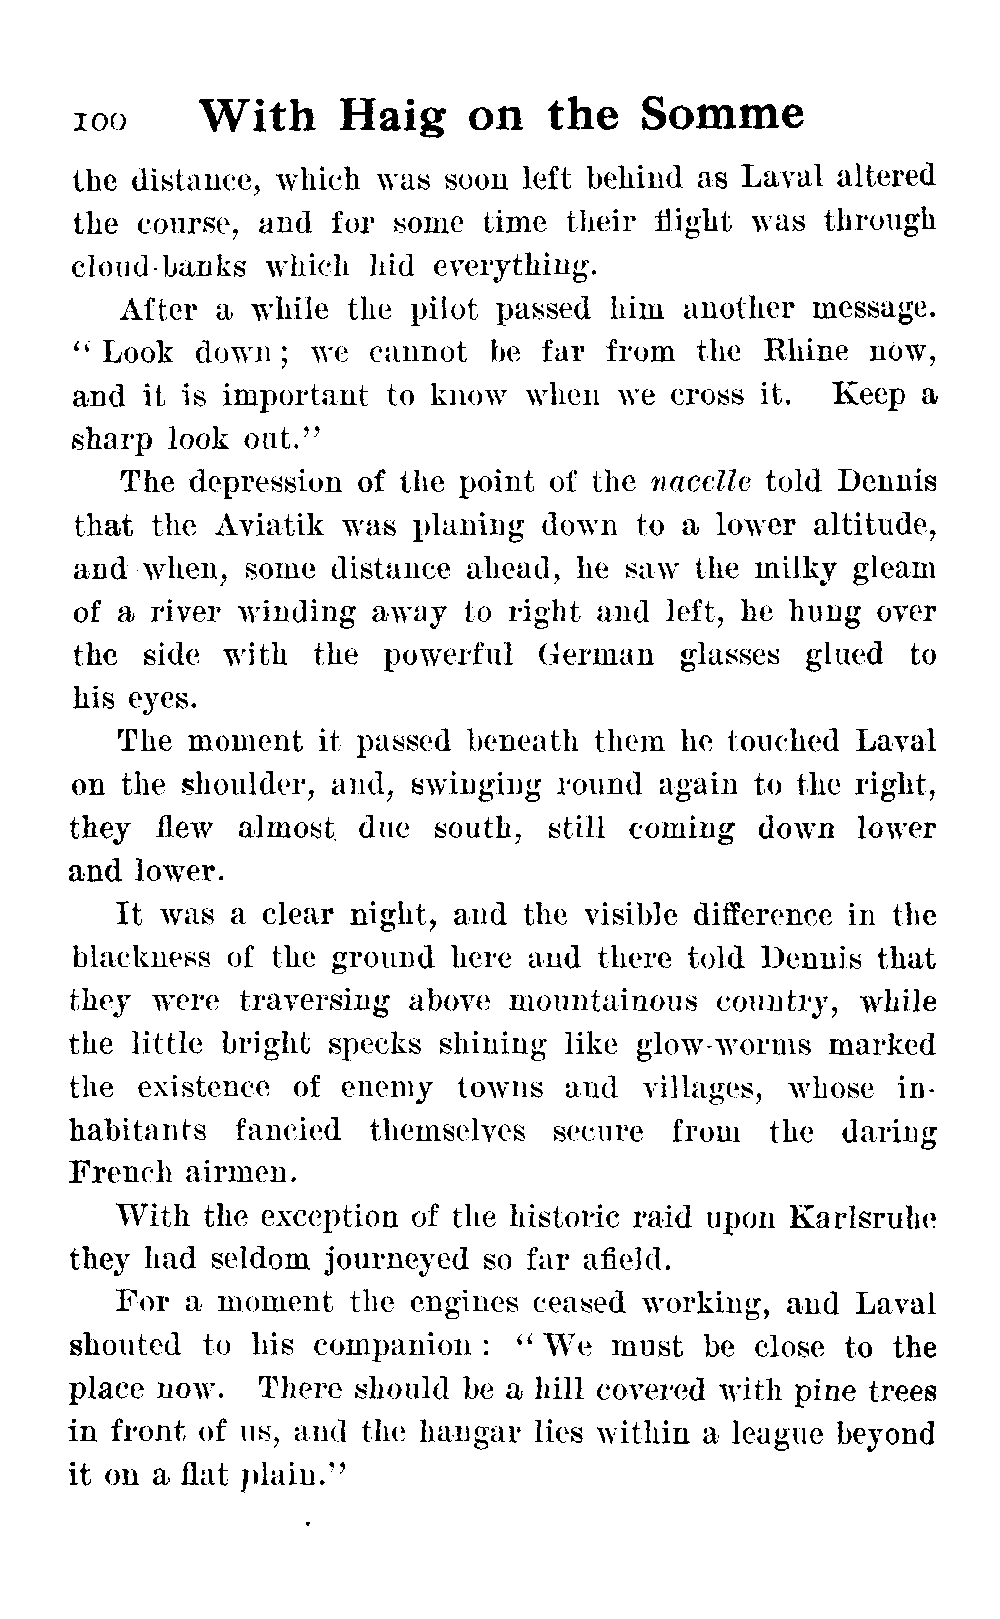 100 With Haig on the Somme
the distance, which was soon left behind as Laval altered
the course, and for some time their flight was through
cloud-banks which hid everything.
After a while the pilot passed him another message.
“ Look down ; we cannot be far from the Rhine now,
and it is important to know when we cross it. Keep a
sharp look out.”
The depression of the point of the nacelle told Dennis
that the Aviatik was planing down to a lower altitude,
and when, some distance ahead, he saw the milky gleam
of a river winding away to right and left, he hung over
the side with the powerful German glasses glued to
his eyes.
The moment it passed beneath them he touched Laval
on the shoulder, and, swinging round again to the right,
they flew almost due south, still coming down lower
and lower.
It was a clear night, and the visible difference in the
blackness of the ground here and there told Dennis that
they were traversing above mountainous country, while
the little bright specks shining like glow-worms marked
the existence of enemy towns and villages, whose in-
habitants fancied themselves secure from the daring
French airmen.
With the exception of the historic raid upon Karlsruhe
they had seldom journeyed so far afield.
For a moment the engines ceased working, and Laval
shouted to his companion : “ We must be close to the
place now. There should be a hill covered with pine trees
in front of us, and the hangar lies within a league beyond
it on a flat plain.”